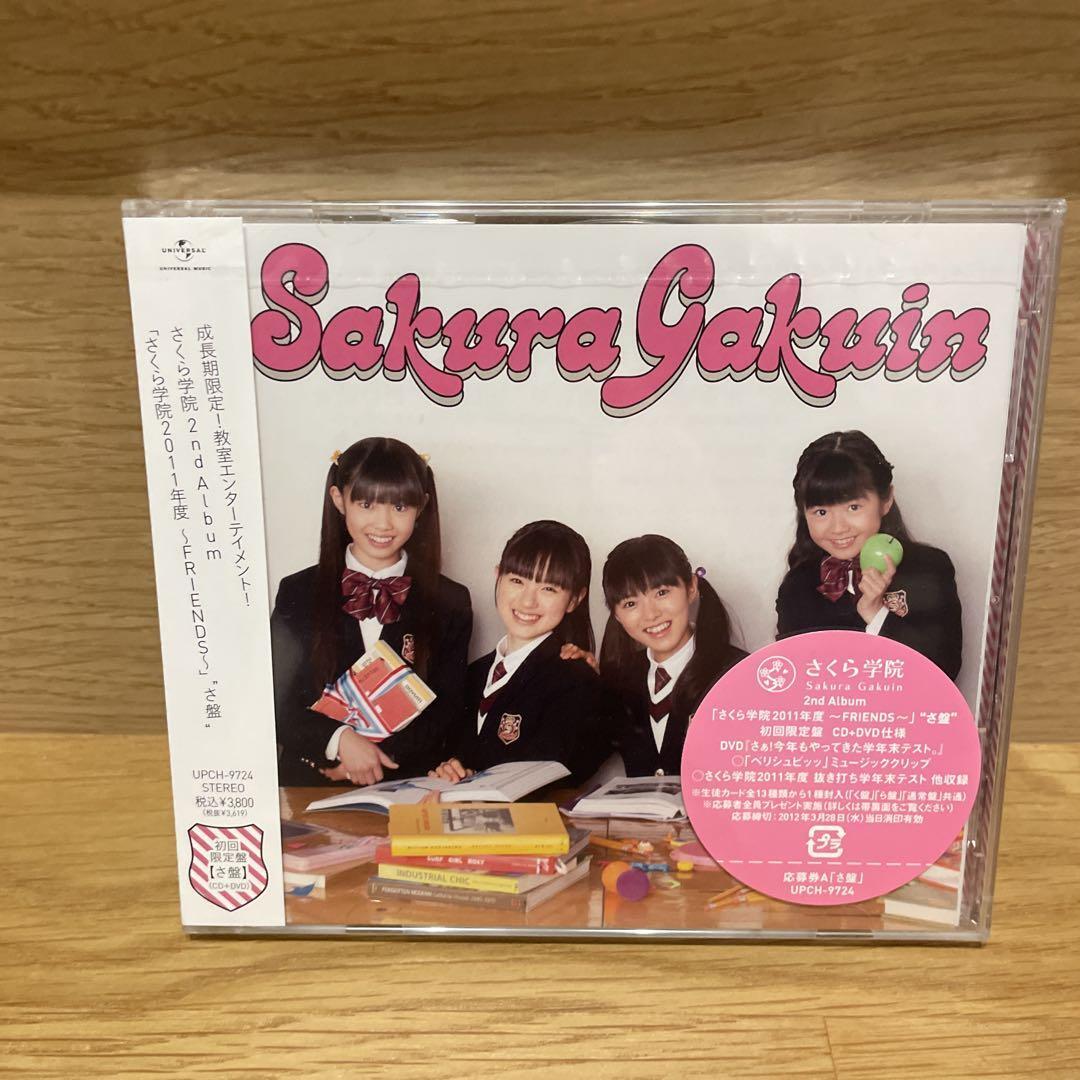 UNIVERSAL
UNIVERSAL MUSIC
成長期限定!教室エンターテイメント!
さくら学院 2nd Album
「さくら学院2011年度 ~FRIENDS~」"さ盤"
UPCH-9724
STEREO
税込¥3,800
(税抜¥3,619)
初回
限定盤
【さ盤】
(CD+DVD)
Sakura Gakuin
SURF GIRL ROXY
INDUSTRIAL CHIC
FORGOTTEN MODERN
さくら学院
Sakura Gakuin
2nd Album
「さくら学院2011年度 ~FRIENDS~」"さ盤"
初回限定盤 CD+DVD仕様
DVD『さぁ!今年もやってきた学年末テスト。』
○「ベリシュビッッ」ミュージッククリップ
○さくら学院2011年度 抜き打ち学年末テスト 他収録
※生徒カード全13種類から1種封入(「く盤」「ら盤」「通常盤」共通)
※応募者全員プレゼント実施(詳しくは帯裏面をご覧ください)
応募締切:2012年3月28日(水)当日消印有効
プラ
応募券A「さ盤」
UPCH-9724